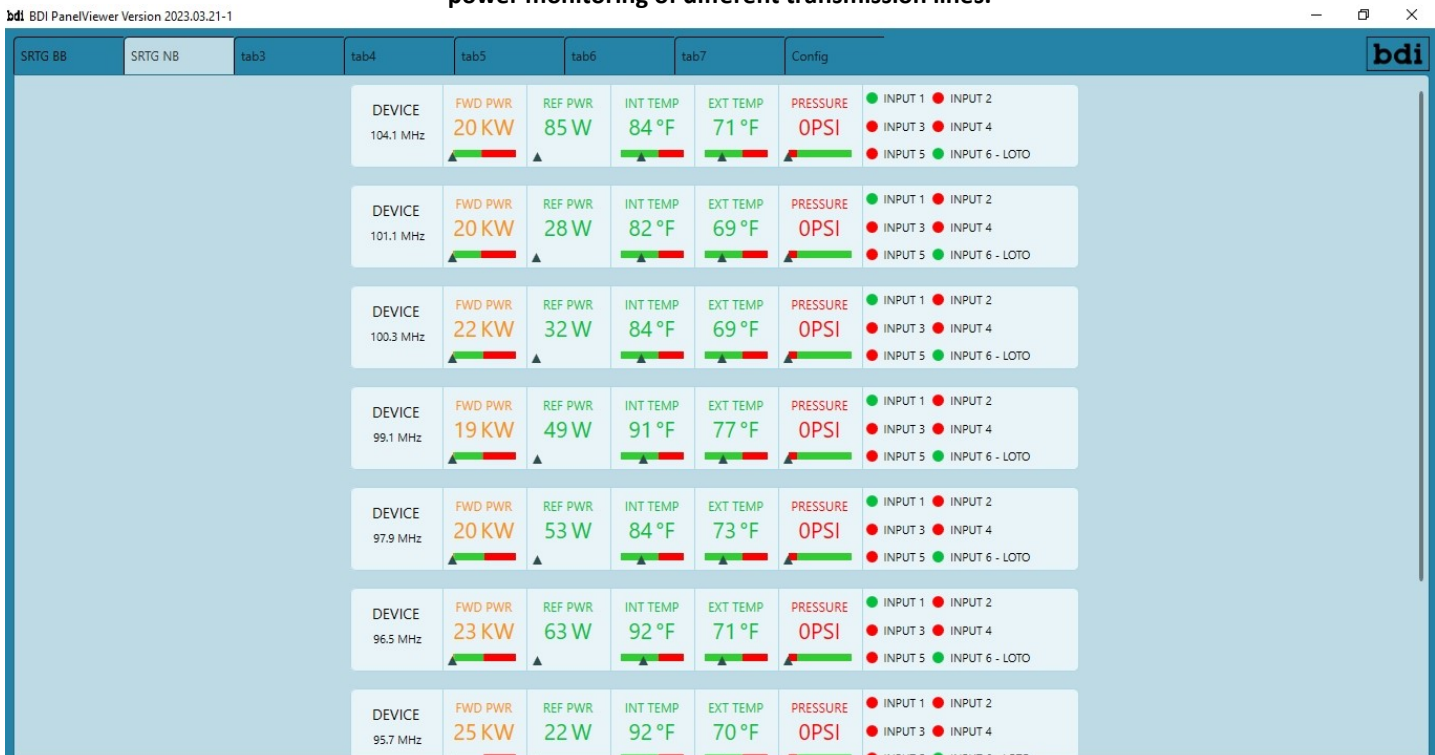 power monitoring of different transmission lines.
bdi BDI PanelViewer Version 2023.03.21-1
SRTG BB SRTG NB tab3 tab4 tab5 tab6 tab7 Config bdi
DEVICE FWD PWR REF PWR INT TEMP EXT TEMP PRESSURE INPUT 1 INPUT 2
104.1 MHz 20 KW 85 W 84 °F 71 °F 0PSI INPUT 3 INPUT 4
INPUT 5 INPUT 6 - LOTO
DEVICE FWD PWR REF PWR INT TEMP EXT TEMP PRESSURE INPUT 1 INPUT 2
101.1 MHz 20 KW 28 W 82 °F 69 °F 0PSI INPUT 3 INPUT 4
INPUT 5 INPUT 6 - LOTO
DEVICE FWD PWR REF PWR INT TEMP EXT TEMP PRESSURE INPUT 1 INPUT 2
100.3 MHz 22 KW 32 W 84 °F 69 °F 0PSI INPUT 3 INPUT 4
INPUT 5 INPUT 6 - LOTO
DEVICE FWD PWR REF PWR INT TEMP EXT TEMP PRESSURE INPUT 1 INPUT 2
99.1 MHz 19 KW 49 W 91 °F 77 °F 0PSI INPUT 3 INPUT 4
INPUT 5 INPUT 6 - LOTO
DEVICE FWD PWR REF PWR INT TEMP EXT TEMP PRESSURE INPUT 1 INPUT 2
97.9 MHz 20 KW 53 W 84 °F 73 °F 0PSI INPUT 3 INPUT 4
INPUT 5 INPUT 6 - LOTO
DEVICE FWD PWR REF PWR INT TEMP EXT TEMP PRESSURE INPUT 1 INPUT 2
96.5 MHz 23 KW 63 W 92 °F 71 °F 0PSI INPUT 3 INPUT 4
INPUT 5 INPUT 6 - LOTO
DEVICE FWD PWR REF PWR INT TEMP EXT TEMP PRESSURE INPUT 1 INPUT 2
95.7 MHz 25 KW 22 W 92 °F 70 °F 0PSI INPUT 3 INPUT 4